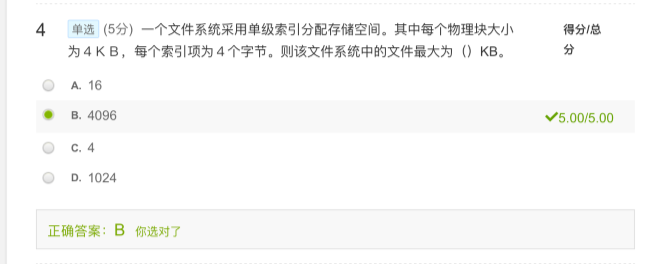 4 单选 (5分) 一个文件系统采用单级索引分配存储空间。其中每个物理块大小 得分/总
为４ＫＢ，每个索引项为４个字节。则该文件系统中的文件最大为（）KB。 分
A. 16
B. 4096 5.00/5.00
C. 4
D. 1024
正确答案：B 你选对了